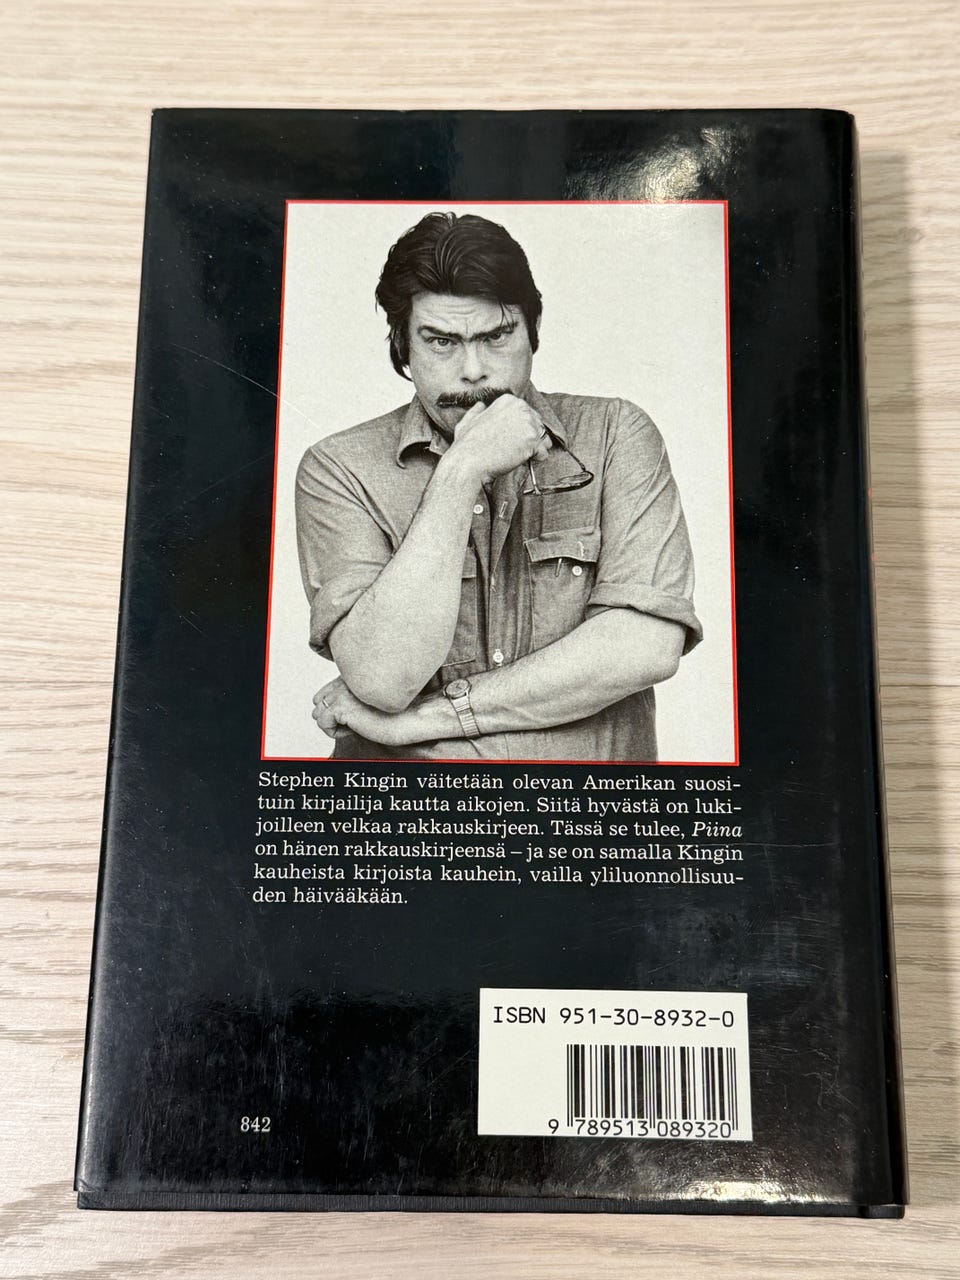 Stephen Kingin väitetään olevan Amerikan suosi-
tuin kirjailija kautta aikojen. Siitä hyvästä on luki-
joilleen velkaa rakkauskirjeen. Tässä se tulee, Piina
on hänen rakkauskirjeensä – ja se on samalla Kingin
kauheista kirjoista kauhein, vailla yliluonnollisuu-
den häivääkään.
ISBN 951-30-8932-0
9 789513 089320
842